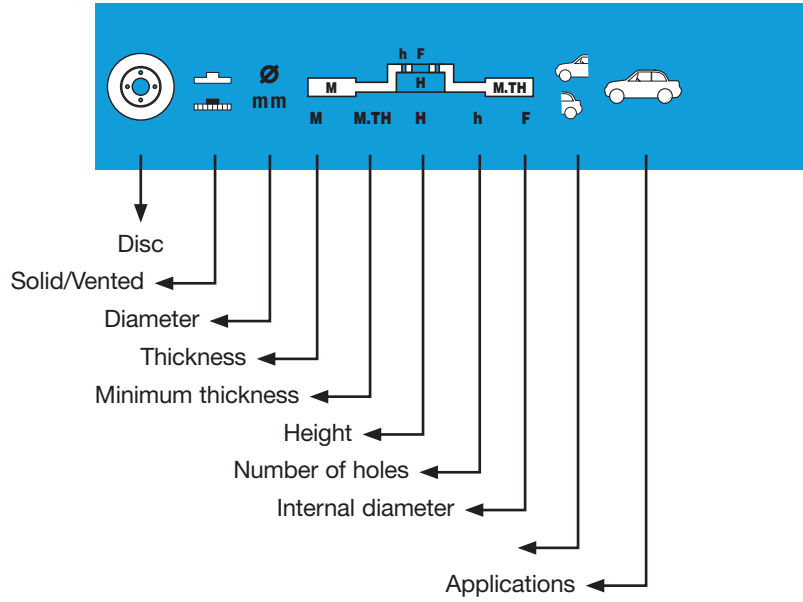 h F
Ø
mm
M
H
M.TH
M M.TH H h F
Disc
Solid/Vented
Diameter
Thickness
Minimum thickness
Height
Number of holes
Internal diameter
Applications